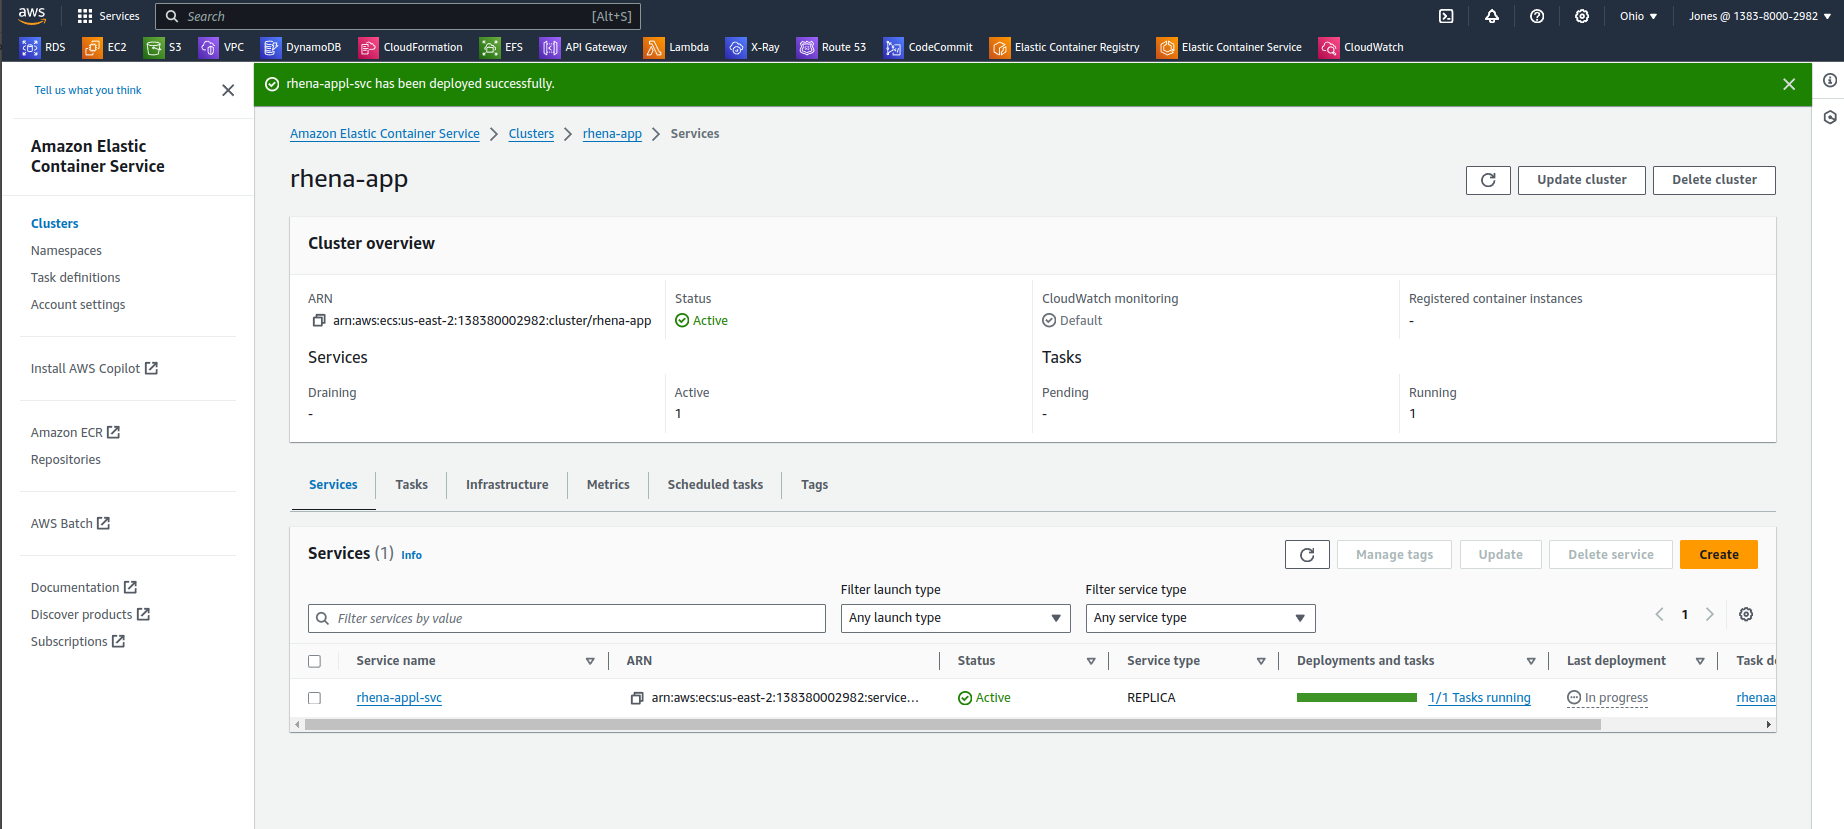 aws
Services
Search
[Alt+S]
Ohio
Jones @ 1383-8000-2982
RDS
EC2
S3
VPC
DynamoDB
CloudFormation
EFS
API Gateway
Lambda
X-Ray
Route 53
CodeCommit
Elastic Container Registry
Elastic Container Service
CloudWatch
Tell us what you think
rhena-appl-svc has been deployed successfully.
Amazon Elastic
Container Service
Clusters
Namespaces
Task definitions
Account settings
Install AWS Copilot
Amazon ECR
Repositories
AWS Batch
Documentation
Discover products
Subscriptions
Amazon Elastic Container Service
Clusters
rhena-app
Services
rhena-app
Update cluster
Delete cluster
Cluster overview
ARN
arn:aws:ecs:us-east-2:138380002982:cluster/rhena-app
Status
Active
CloudWatch monitoring
Default
Registered container instances
-
Services
Tasks
Draining
-
Active
1
Pending
-
Running
1
Services
Tasks
Infrastructure
Metrics
Scheduled tasks
Tags
Services (1) Info
Manage tags
Update
Delete service
Create
Filter launch type
Filter service type
Filter services by value
Any launch type
Any service type
1
Service name
ARN
Status
Service type
Deployments and tasks
Last deployment
Task de
rhena-appl-svc
arn:aws:ecs:us-east-2:138380002982:service...
Active
REPLICA
1/1 Tasks running
In progress
rhenaa